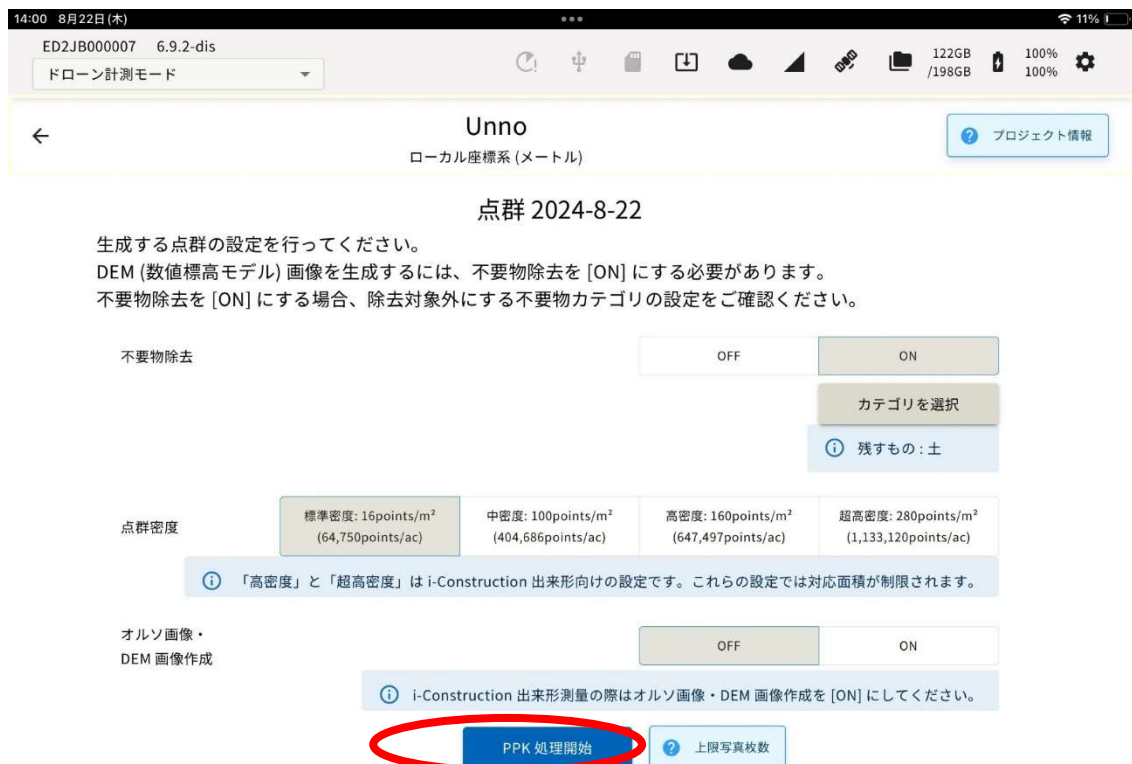 14:00 8月22日(木)
11%
ED2JB000007 6.9.2-dis
ドローン計測モード
122GB
/198GB
100%
100%
Unno
ローカル座標系 (メートル)
プロジェクト情報
点群 2024-8-22
生成する点群の設定を行ってください。
DEM (数値標高モデル) 画像を生成するには、不要物除去を [ON] にする必要があります。
不要物除去を [ON] にする場合、除去対象外にする不要物カテゴリの設定をご確認ください。
不要物除去
OFF
ON
カテゴリを選択
残すもの : 土
点群密度
標準密度: 16points/m²
(64,750points/ac)
中密度: 100points/m²
(404,686points/ac)
高密度: 160points/m²
(647,497points/ac)
超高密度: 280points/m²
(1,133,120points/ac)
「高密度」と「超高密度」は i-Construction 出来形向けの設定です。これらの設定では対応面積が制限されます。
オルソ画像・
DEM 画像作成
OFF
ON
i-Construction 出来形測量の際はオルソ画像・DEM 画像作成を [ON] にしてください。
PPK 処理開始
上限写真枚数